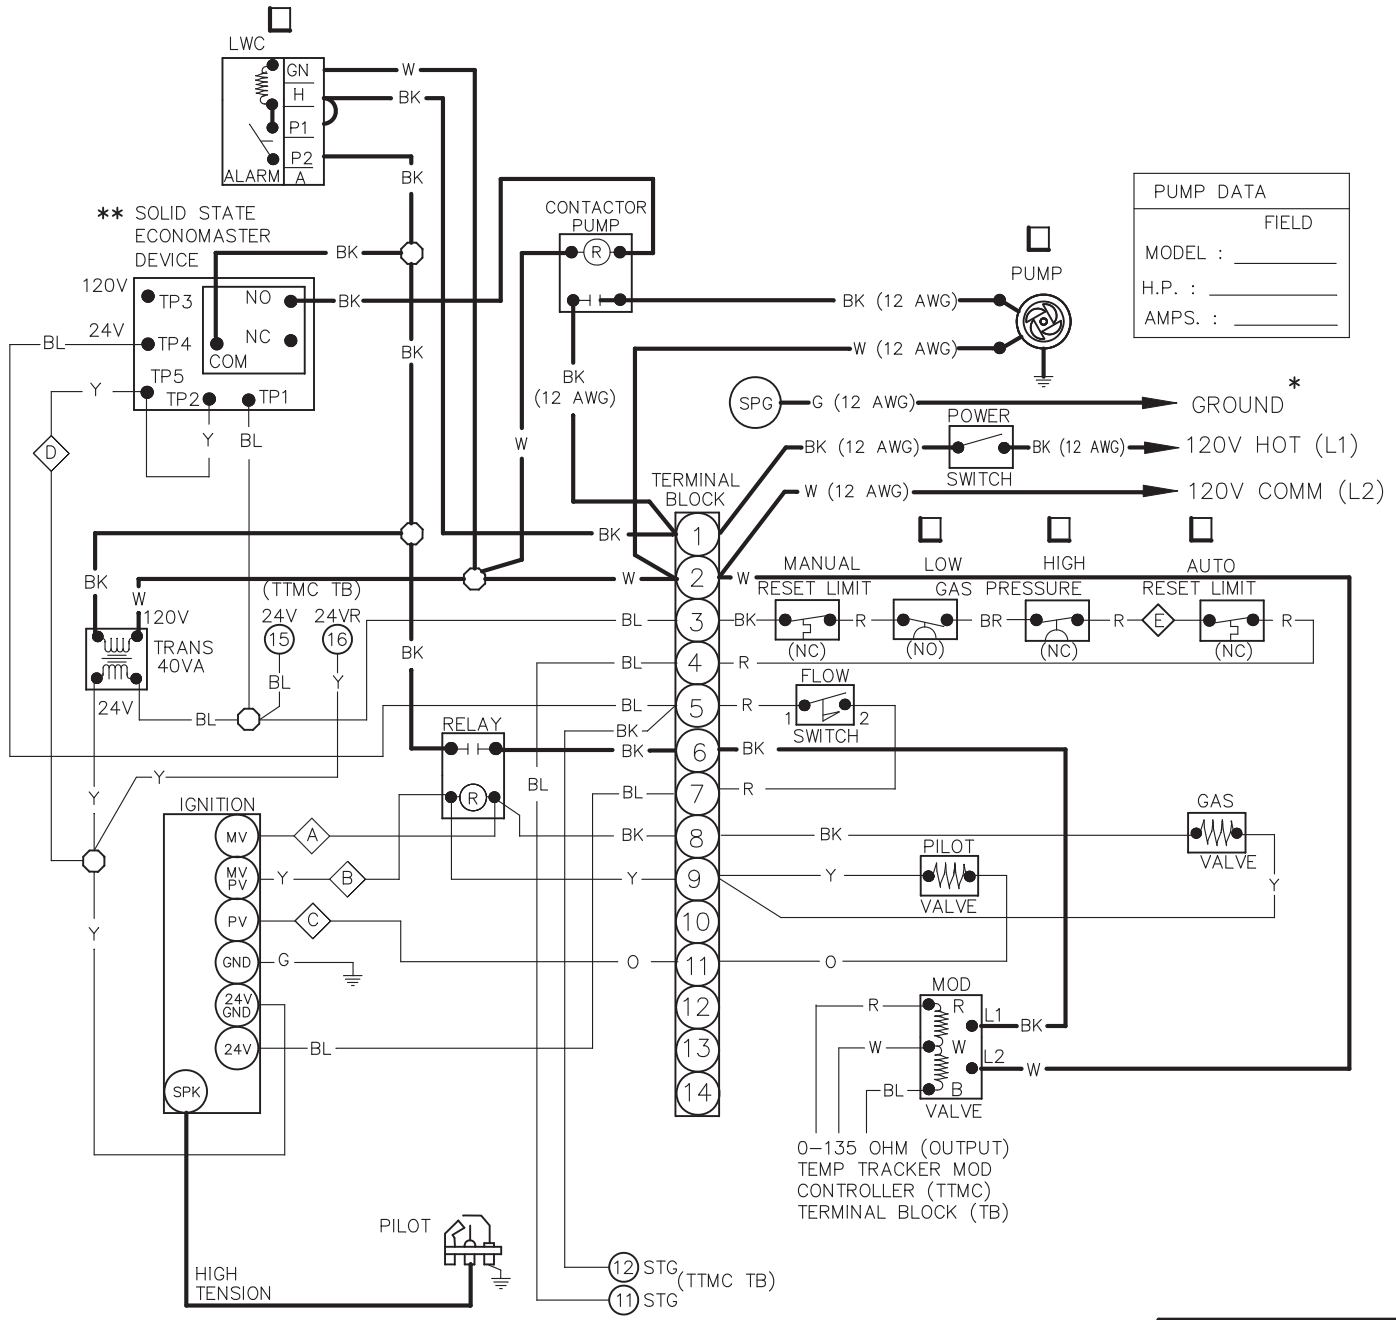 LWC
GN
W
H
BK
P1
P2
ALARM
A
BK
** SOLID STATE
ECONOMASTER
DEVICE
BK
CONTACTOR
PUMP
R
PUMP DATA
FIELD
MODEL :
H.P. :
AMPS. :
PUMP
120V
TP3
NO
BK
BK (12 AWG)
24V
BL
TP4
NC
COM
BK
W (12 AWG)
TP5
Y
TP2
TP1
BK
(12 AWG)
SPG
G (12 AWG)
GROUND *
POWER
D
Y
BL
W
BK (12 AWG)
BK (12 AWG)
120V HOT (L1)
SWITCH
TERMINAL
BLOCK
W (12 AWG)
120V COMM (L2)
BK
1
MANUAL
LOW
HIGH
AUTO
BK
W
(TTMC TB)
W
2
W
RESET LIMIT
GAS PRESSURE
RESET LIMIT
120V
24V
24VR
15
16
BL
3
BK
R
BR
R
E
R
(NC)
(NO)
(NC)
(NC)
TRANS
40VA
BK
BL
4
R
BL
Y
FLOW
24V
BL
BL
5
R
1
2
SWITCH
RELAY
BK
BK
6
BK
Y
BL
Y
R
BL
7
R
IGNITION
GAS
MV
A
BK
8
BK
VALVE
PILOT
MV
PV
Y
B
Y
9
Y
VALVE
Y
PV
C
10
Y
GND
G
O
11
O
MOD
24V
GND
12
R
R
L1
BK
24V
BL
13
W
W
L2
W
SPK
14
BL
B
VALVE
0-135 OHM (OUTPUT)
TEMP TRACKER MOD
CONTROLLER (TTMC)
TERMINAL BLOCK (TB)
PILOT
HIGH
TENSION
12 STG
(TTMC TB)
11 STG